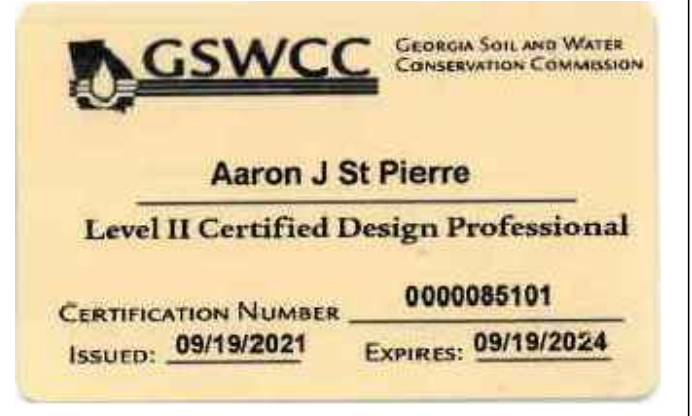 GSWCC
GEORGIA SOIL AND WATER
CONSERVATION COMMISSION
Aaron J St Pierre
Level II Certified Design Professional
CERTIFICATION NUMBER 0000085101
ISSUED: 09/19/2021 EXPIRES: 09/19/2024